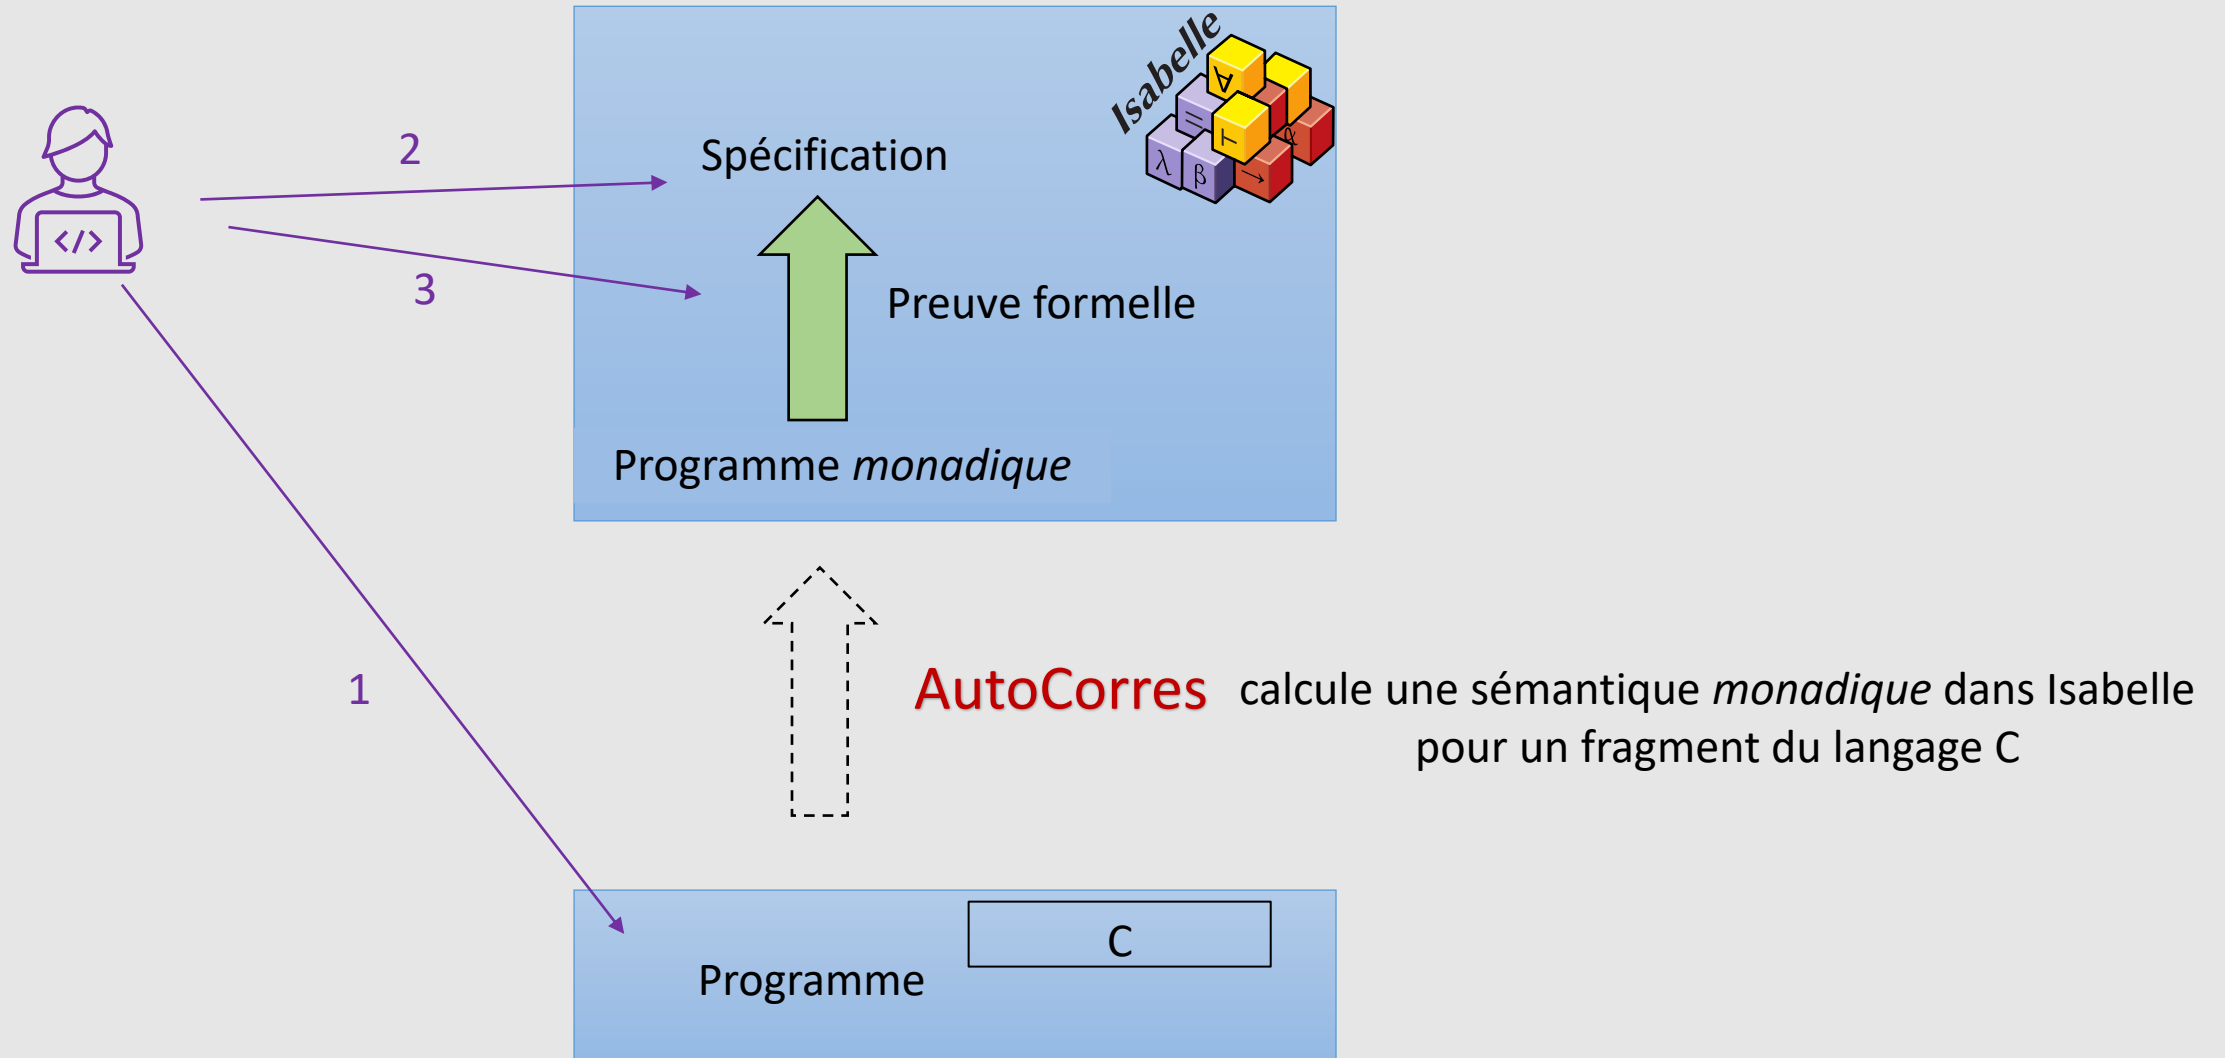 Isabelle
∀
= &
⊢
λ β →
2
Spécification
</>
3
Preuve formelle
Programme monadique
1
AutoCorres calcule une sémantique monadique dans Isabelle
pour un fragment du langage C
C
Programme